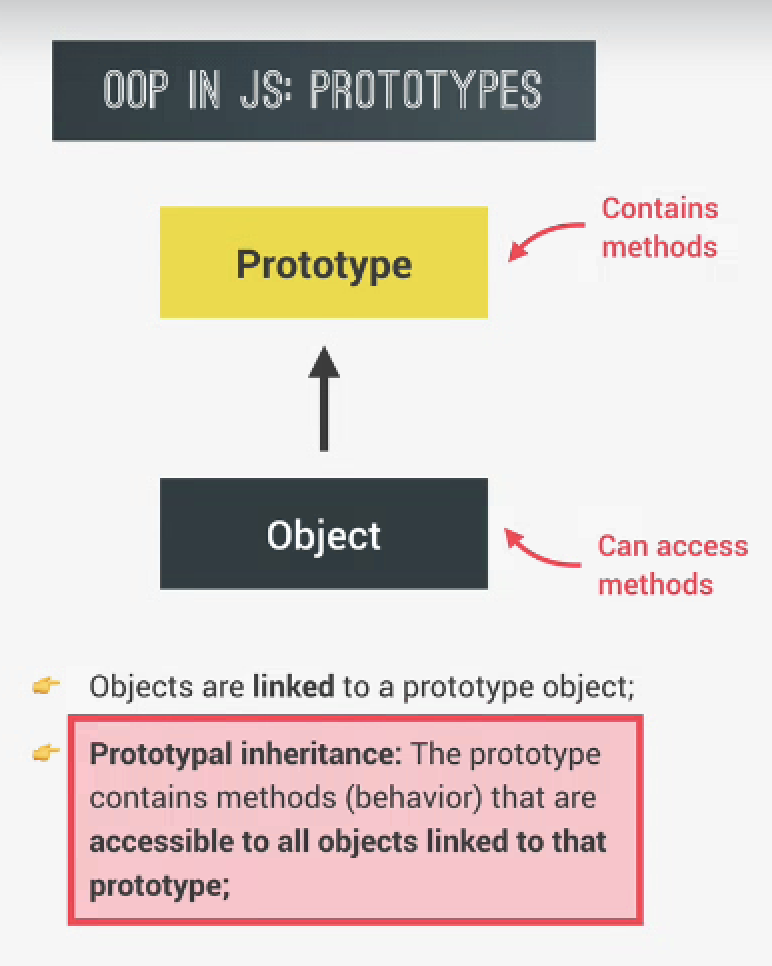 OOP IN JS: PROTOTYPES
Contains
methods
Prototype
Object
Can access
methods
👉 Objects are linked to a prototype object;
👉 Prototypal inheritance: The prototype
contains methods (behavior) that are
accessible to all objects linked to that
prototype;